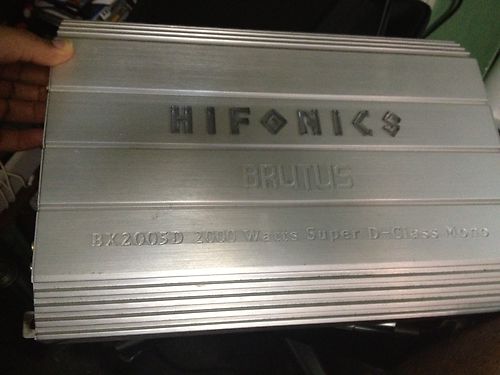 HIFONICS
BRUTUS
BX2005D 2000 Watts Super D-Class Mono